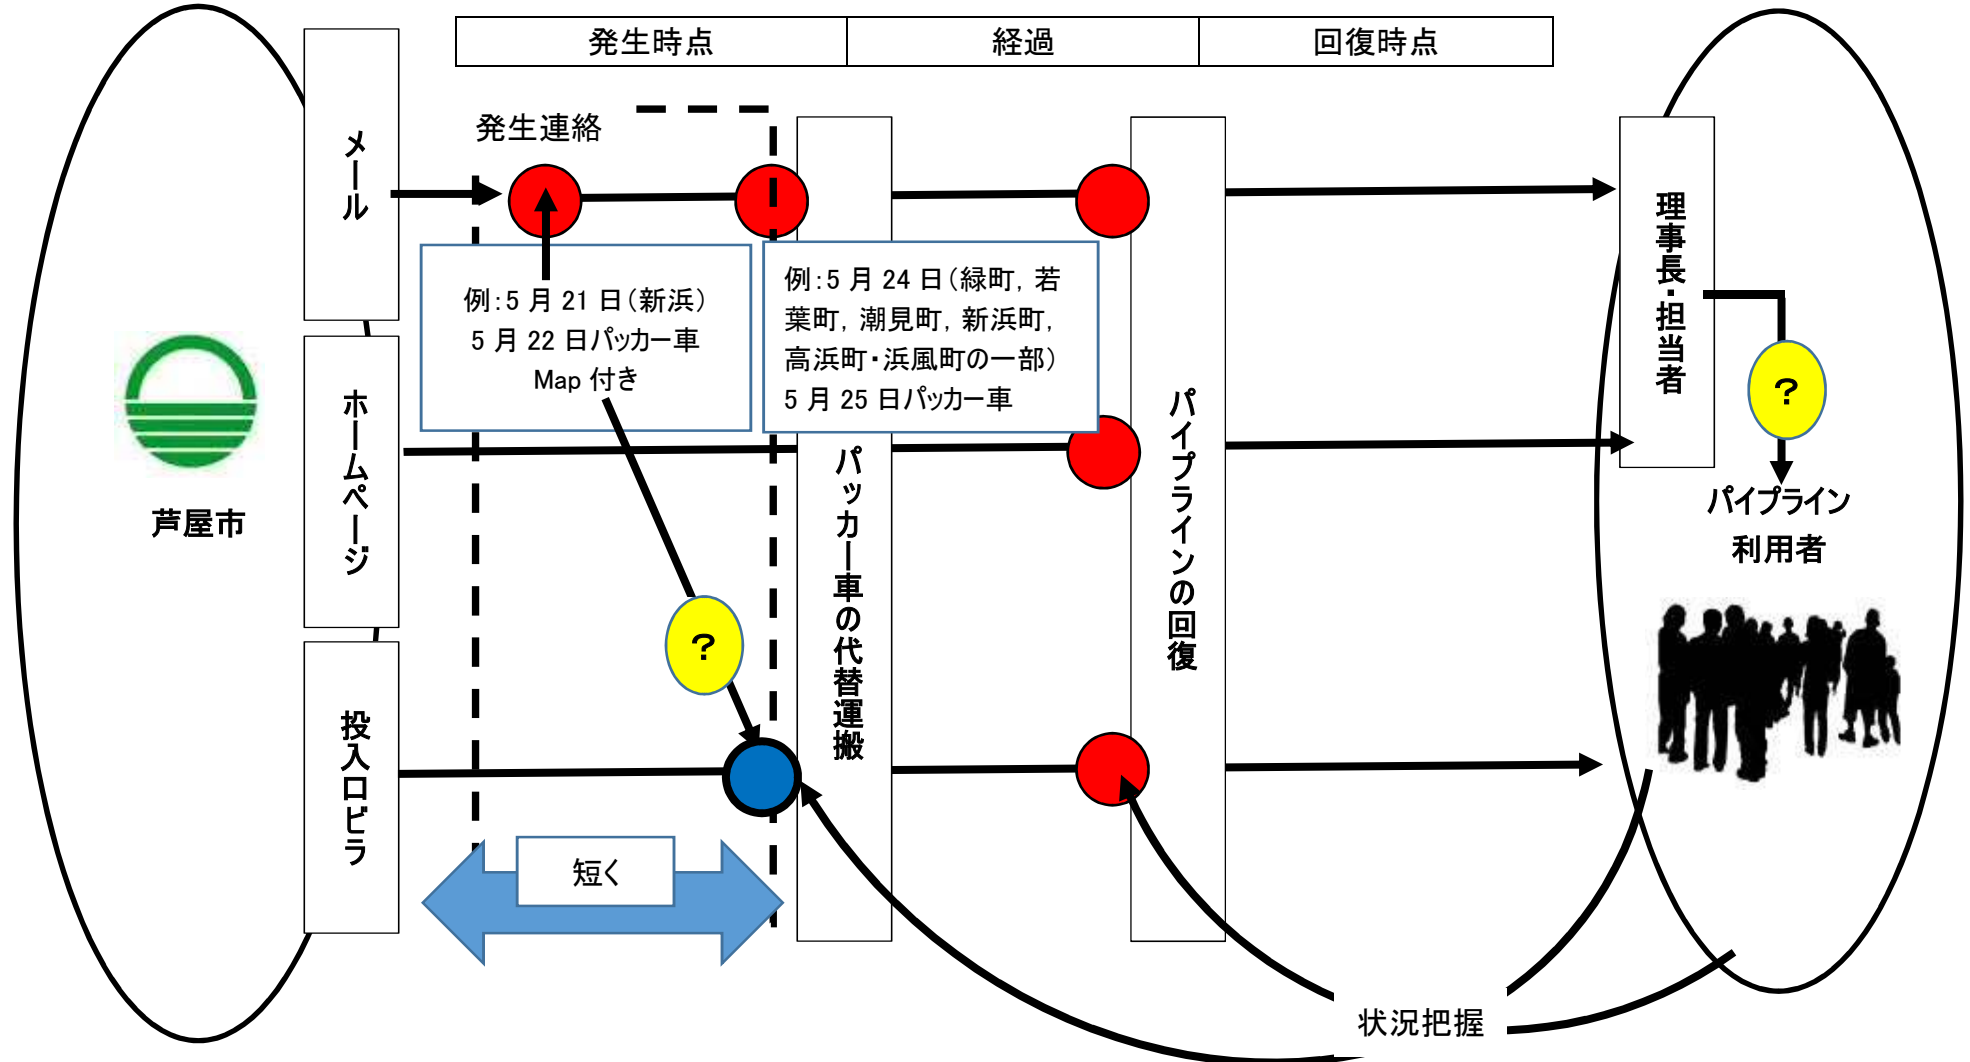 発生時点
経過
回復時点
メール
発生連絡
理事長・担当者
例:5 月 21 日(新浜)
5 月 22 日パッカー車
Map 付き
例:5 月 24 日(緑町, 若
葉町, 潮見町, 新浜町,
高浜町・浜風町の一部)
5 月 25 日パッカー車
?
芦屋市
ホームページ
パッカー車の代替運搬
パイプラインの回復
パイプライン
利用者
?
投入口ビラ
短く
状況把握